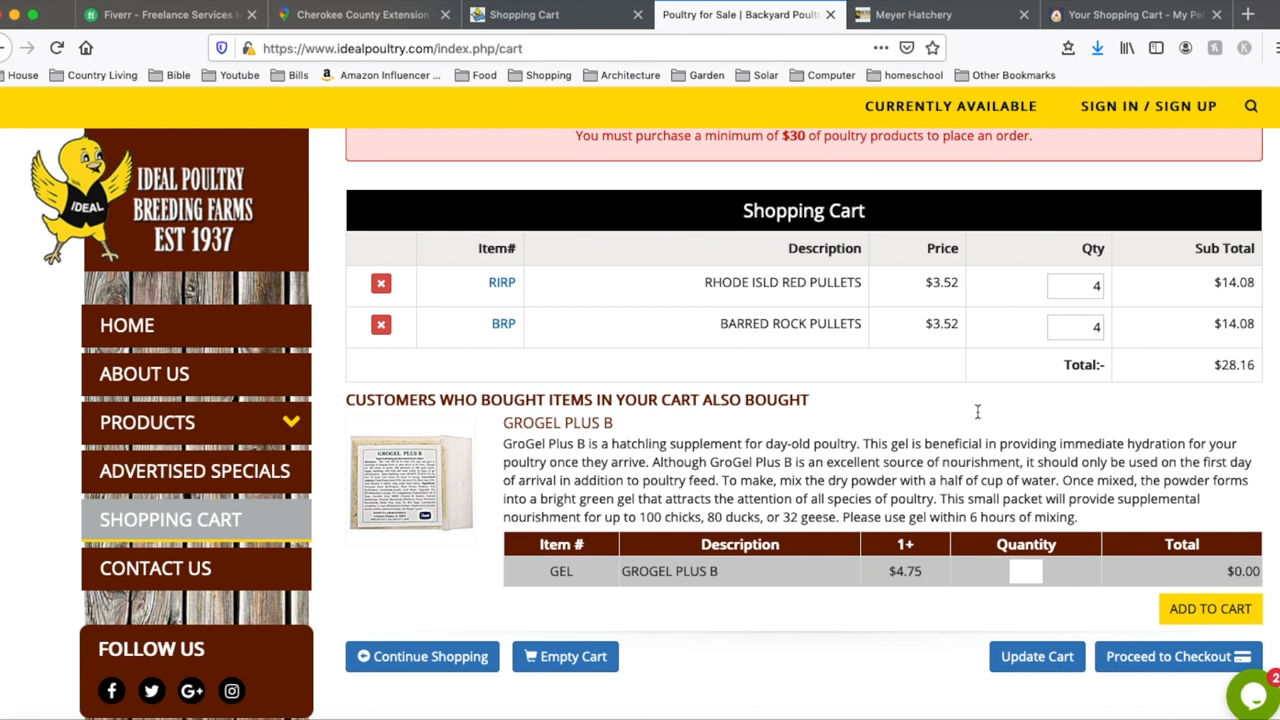 Fiverr - Freelance Services M
Cherokee County Extension
Shopping Cart
Poultry for Sale | Backyard Poult
Meyer Hatchery
Your Shopping Cart - My Pe
https://www.idealpoultry.com/index.php/cart
House
Country Living
Bible
Youtube
Bills
Amazon Influencer ...
Food
Shopping
Architecture
Garden
Solar
Computer
homeschool
Other Bookmarks
CURRENTLY AVAILABLE
SIGN IN / SIGN UP
You must purchase a minimum of $30 of poultry products to place an order.
IDEAL
IDEAL POULTRY
BREEDING FARMS
EST 1937
HOME
ABOUT US
PRODUCTS
ADVERTISED SPECIALS
SHOPPING CART
CONTACT US
FOLLOW US
Shopping Cart
Item# Description Price Qty Sub Total
RIRP RHODE ISLD RED PULLETS $3.52 4 $14.08
BRP BARRED ROCK PULLETS $3.52 4 $14.08
Total:- $28.16
CUSTOMERS WHO BOUGHT ITEMS IN YOUR CART ALSO BOUGHT
GROGEL PLUS B
GROGEL PLUS B
GroGel Plus B is a hatchling supplement for day-old poultry. This gel is beneficial in providing immediate hydration for your
poultry once they arrive. Although GroGel Plus B is an excellent source of nourishment, it should only be used on the first day
of arrival in addition to poultry feed. To make, mix the dry powder with a half of cup of water. Once mixed, the powder forms
into a bright green gel that attracts the attention of all species of poultry. This small packet will provide supplemental
nourishment for up to 100 chicks, 80 ducks, or 32 geese. Please use gel within 6 hours of mixing.
Item # Description 1+ Quantity Total
GEL GROGEL PLUS B $4.75 $0.00
ADD TO CART
Continue Shopping
Empty Cart
Update Cart
Proceed to Checkout
2